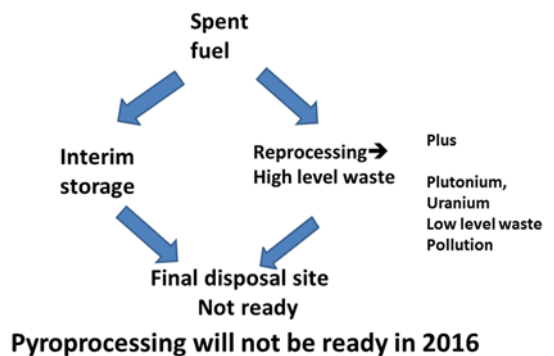 Spent
fuel
Interim
storage
Reprocessing➔
High level waste
Plus
Plutonium,
Uranium
Low level waste
Pollution
Final disposal site
Not ready
Pyroprocessing will not be ready in 2016